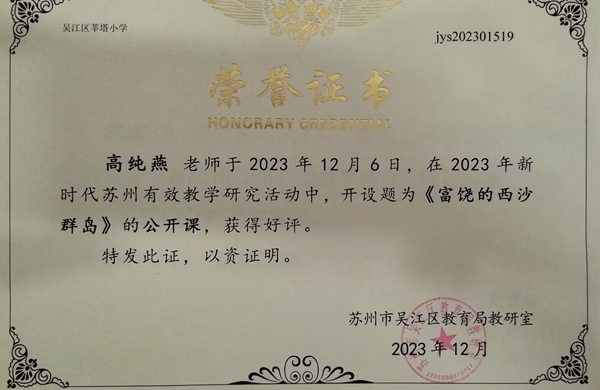 吴江区莘塔小学
jys202301519
荣誉证书
HONORARY CREDENTIAL
高纯燕 老师于 2023 年 12 月 6 日，在 2023 年新
时代苏州有效教学研究活动中，开设题为《富饶的西沙
群岛》的公开课，获得好评。
特发此证，以资证明。
苏州市吴江区教育局教研室
2023 年 12 月